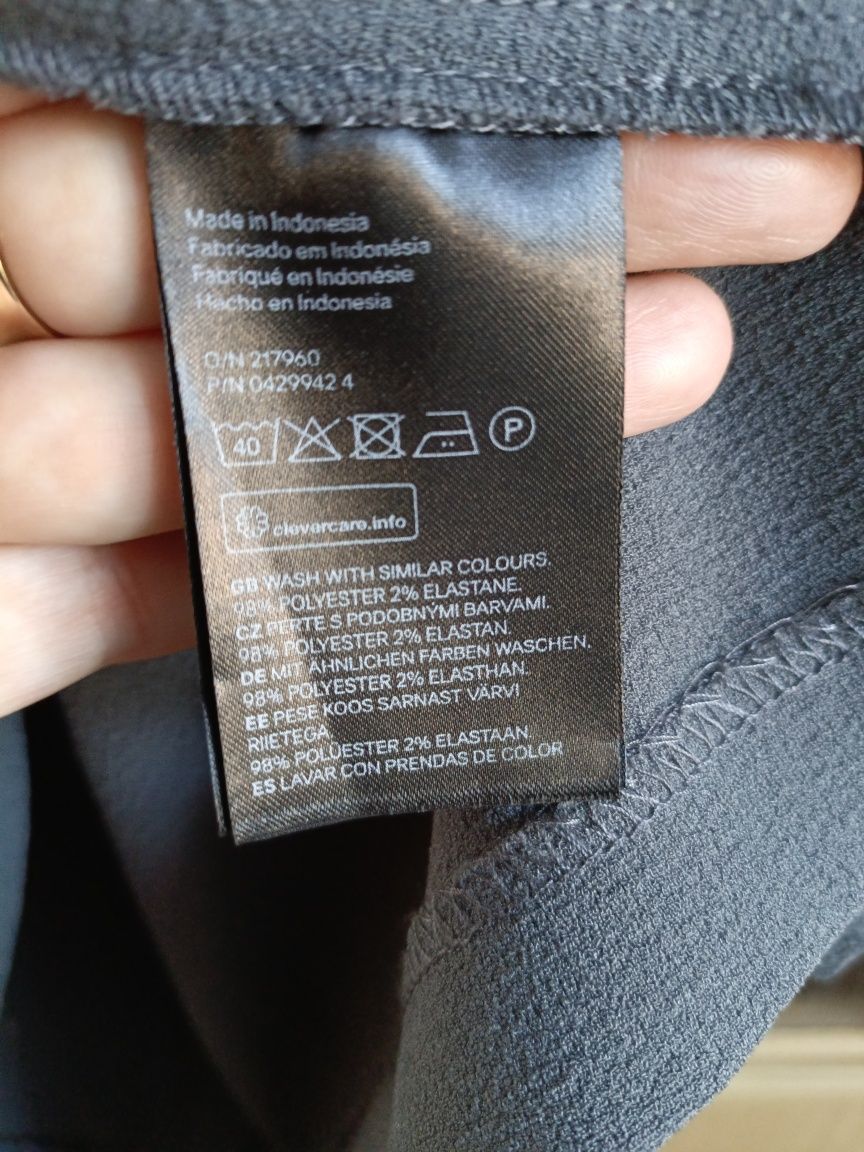 Made in Indonesia
Fabricado em Indonésia
Fabriqué en Indonésie
Hecho en Indonesia
O/N 217960
P/N 0429942 4
40
P
clevercare.info
GB WASH WITH SIMILAR COLOURS.
98% POLYESTER 2% ELASTANE.
CZ PERTE S PODOBNÝMI BARVAMI.
98% POLYESTER 2% ELASTAN.
DE MIT ÄHNLICHEN FARBEN WASCHEN.
98% POLYESTER 2% ELASTHAN.
EE PESE KOOS SARNAST VÄRVI
RIIETEGA
98% POLÜESTER 2% ELASTAAN
ES LAVAR CON PRENDAS DE COLOR